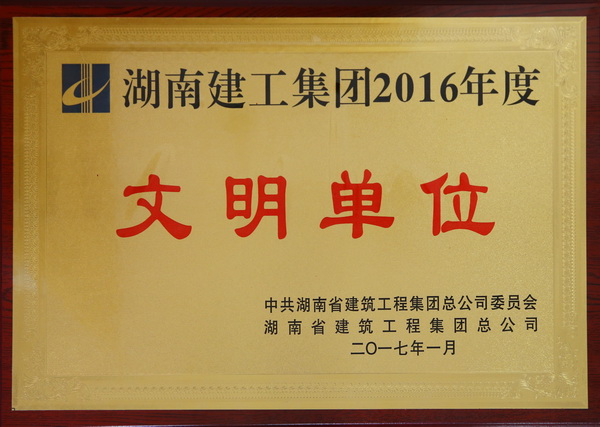 湖南建工集团2016年度
文明单位
中共湖南省建筑工程集团总公司委员会
湖南省建筑工程集团总公司
二〇一七年一月